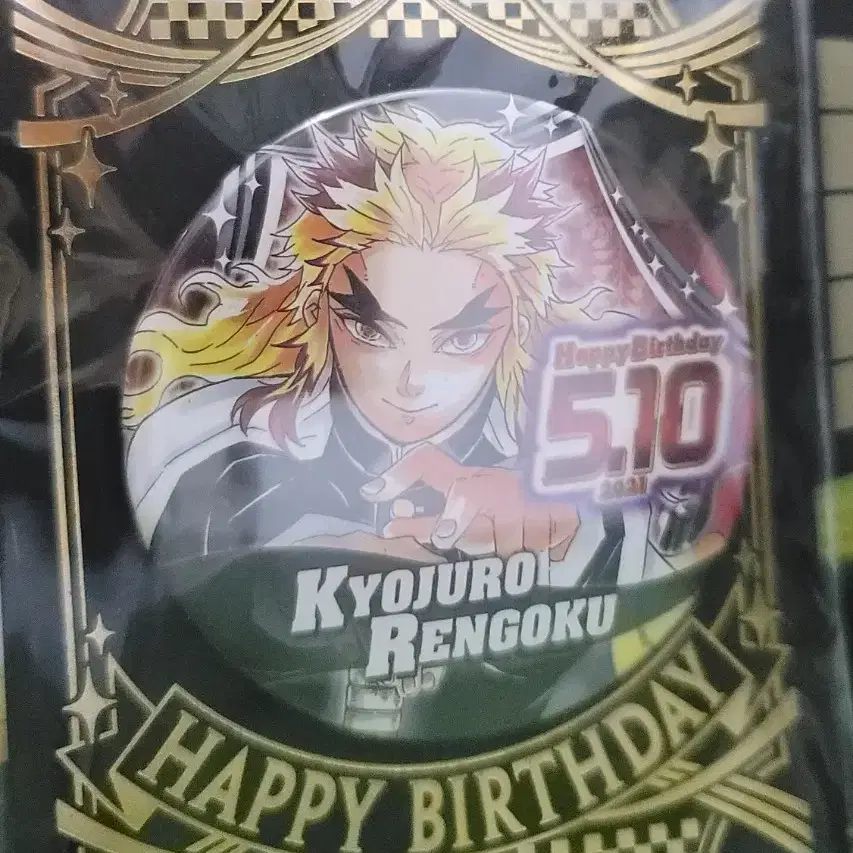 Happy Birthday
5.10
2021
KYOJURO
RENGOKU
HAPPY BIRTHDAY